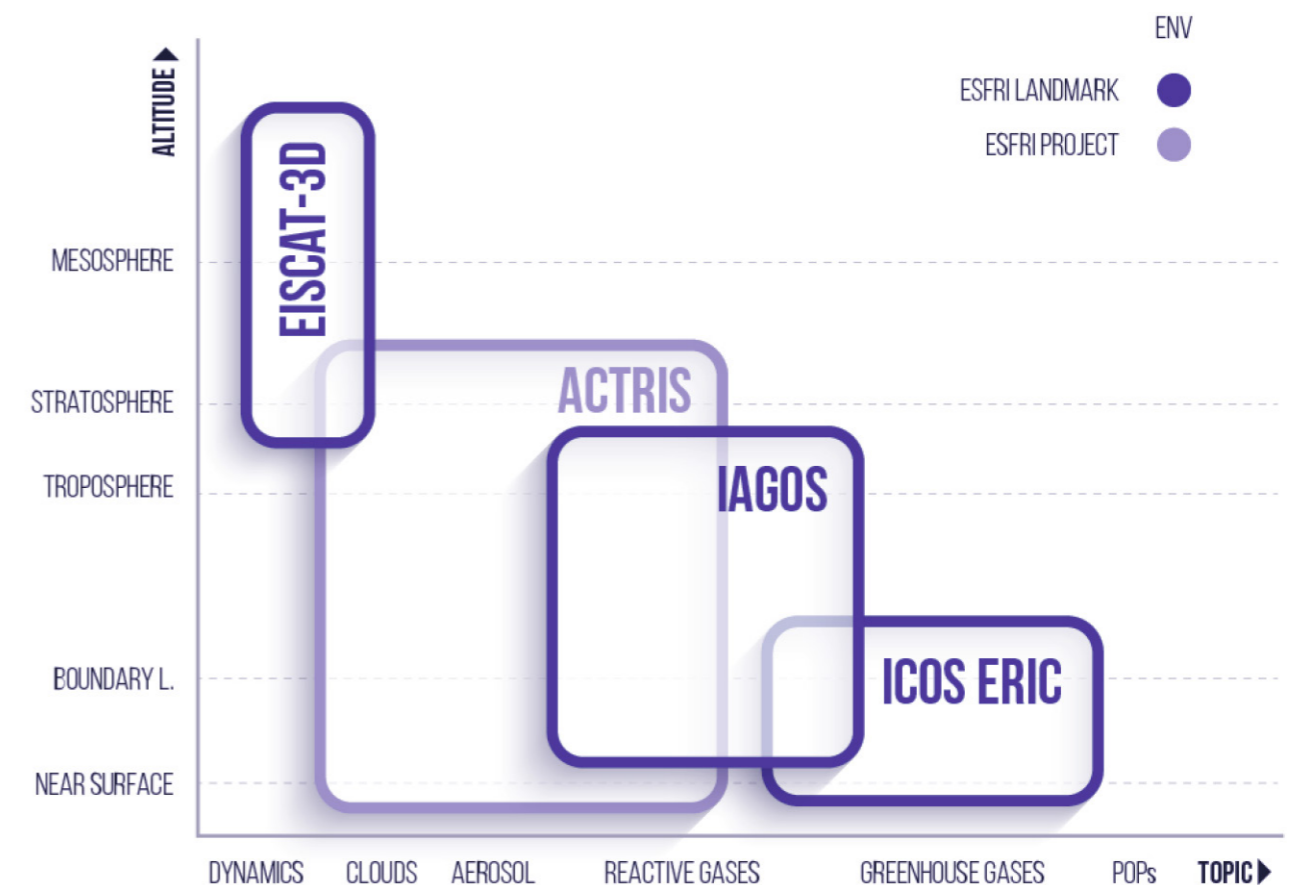 ENV
ESFRI LANDMARK
ESFRI PROJECT
ALTITUDE
MESOSPHERE
STRATOSPHERE
TROPOSPHERE
BOUNDARY L.
NEAR SURFACE
EISCAT-3D
ACTRIS
IAGOS
ICOS ERIC
DYNAMICS CLOUDS AEROSOL REACTIVE GASES GREENHOUSE GASES POPs TOPIC